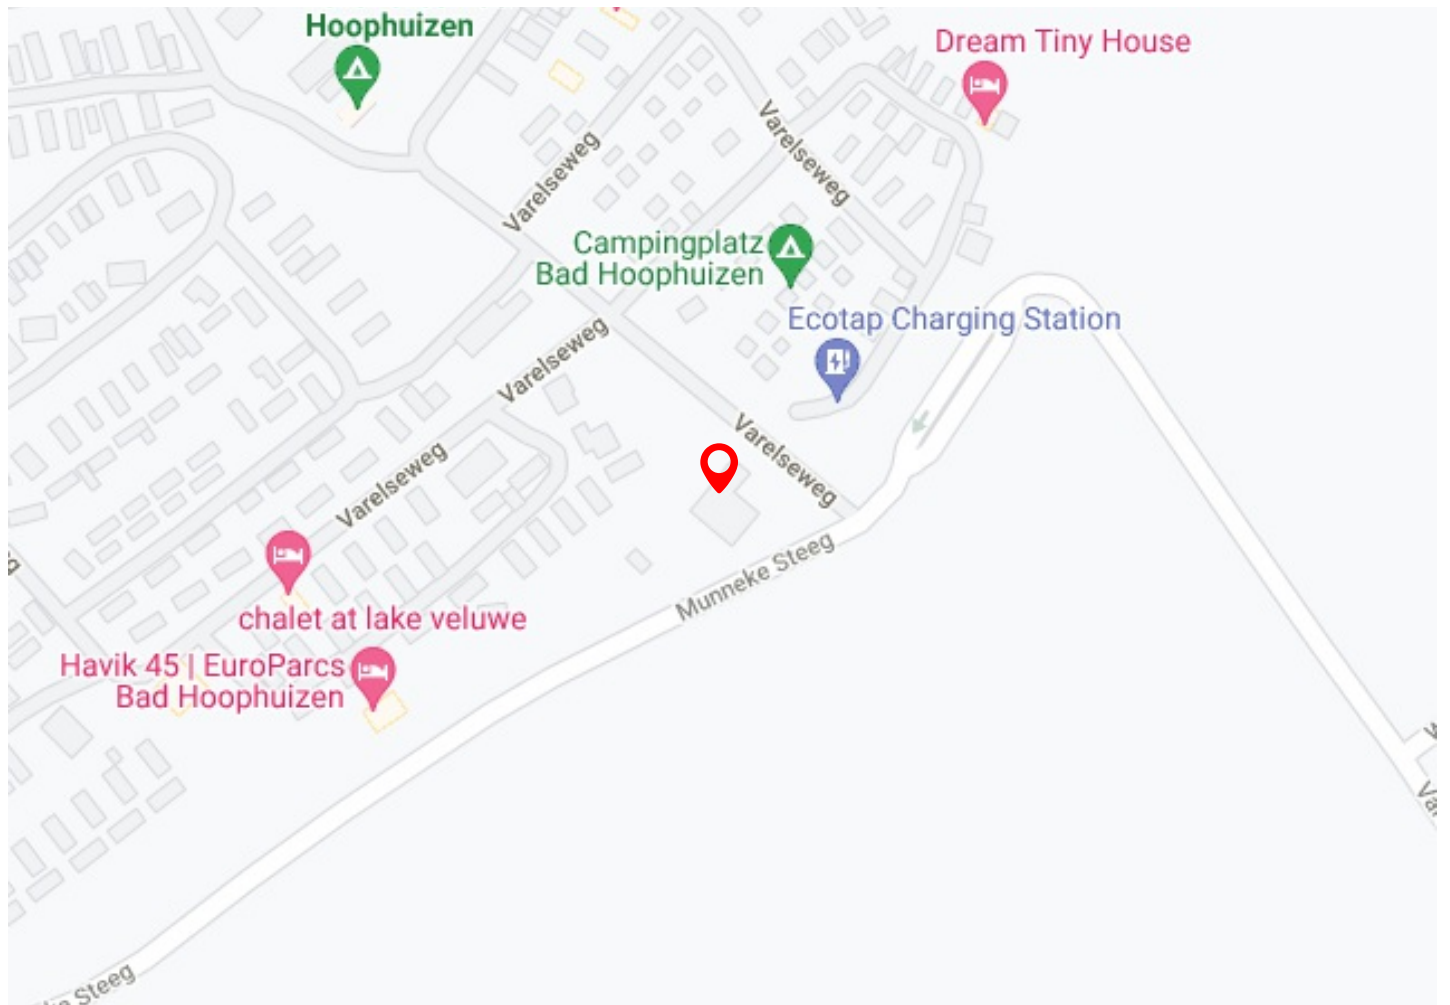 Hoophuizen
Dream Tiny House
Varelseweg
Varelseweg
Campingplatz
Bad Hoophuizen
Ecotap Charging Station
Varelseweg
Varelseweg
Varelseweg
Munneke Steeg
chalet at lake veluwe
Havik 45 | EuroParcs
Bad Hoophuizen
Steeg